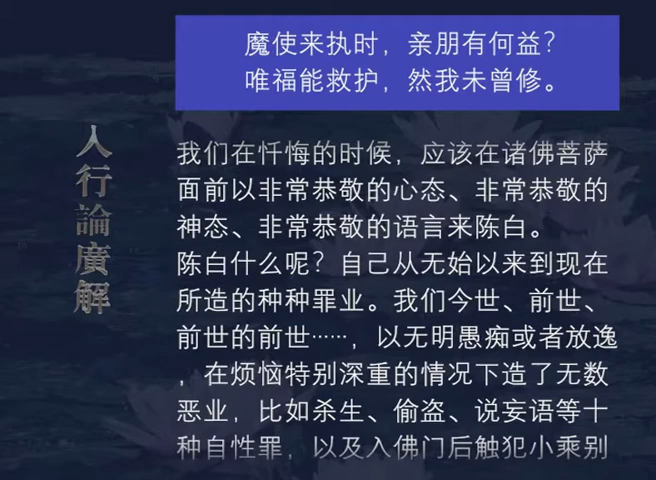 魔使来执时，亲朋有何益？
唯福能救护，然我未曾修。
入行論廣解
我们在忏悔的时候，应该在诸佛菩萨
面前以非常恭敬的心态、非常恭敬的
神态、非常恭敬的语言来陈白。
陈白什么呢？自己从无始以来到现在
所造的种种罪业。我们今世、前世、
前世的前世……，以无明愚痴或者放逸
，在烦恼特别深重的情况下造了无数
恶业，比如杀生、偷盗、说妄语等十
种自性罪，以及入佛门后触犯小乘别